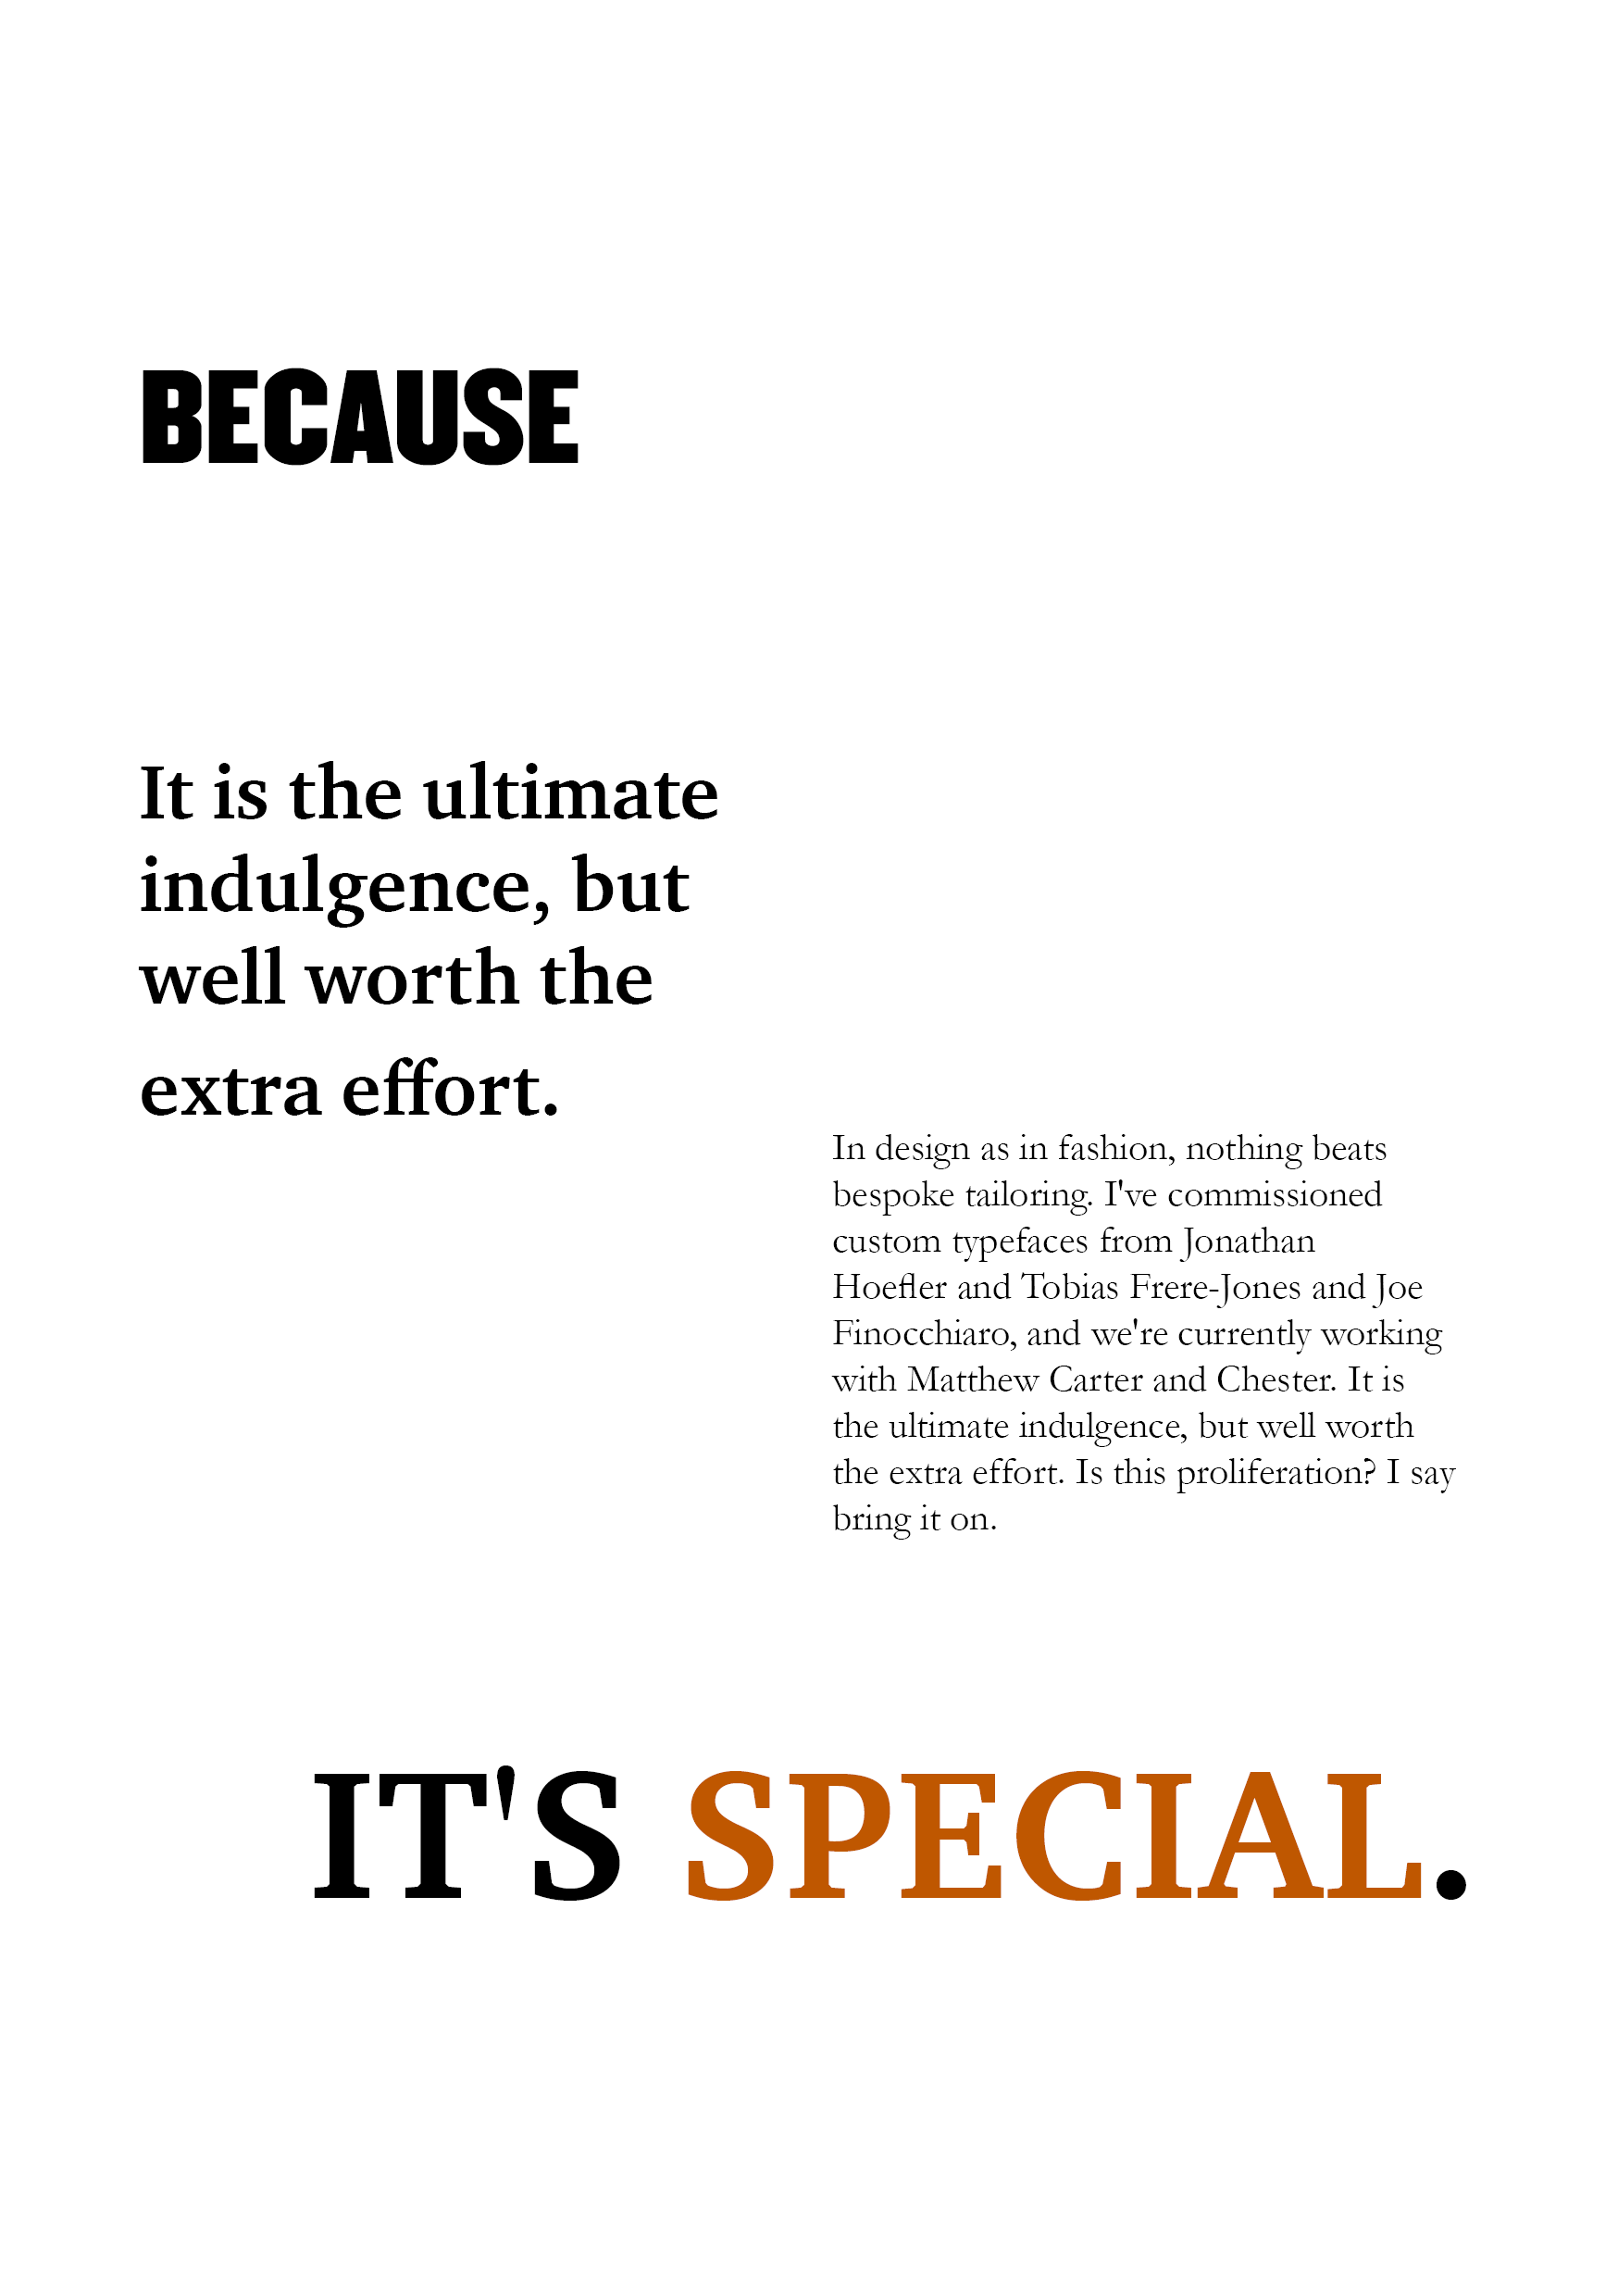 BECAUSE
It is the ultimate
indulgence, but
well worth the
extra effort.
In design as in fashion, nothing beats
bespoke tailoring. I've commissioned
custom typefaces from Jonathan
Hoefler and Tobias Frere-Jones and Joe
Finocchiaro, and we're currently working
with Matthew Carter and Chester. It is
the ultimate indulgence, but well worth
the extra effort. Is this proliferation? I say
bring it on.
IT'S SPECIAL.